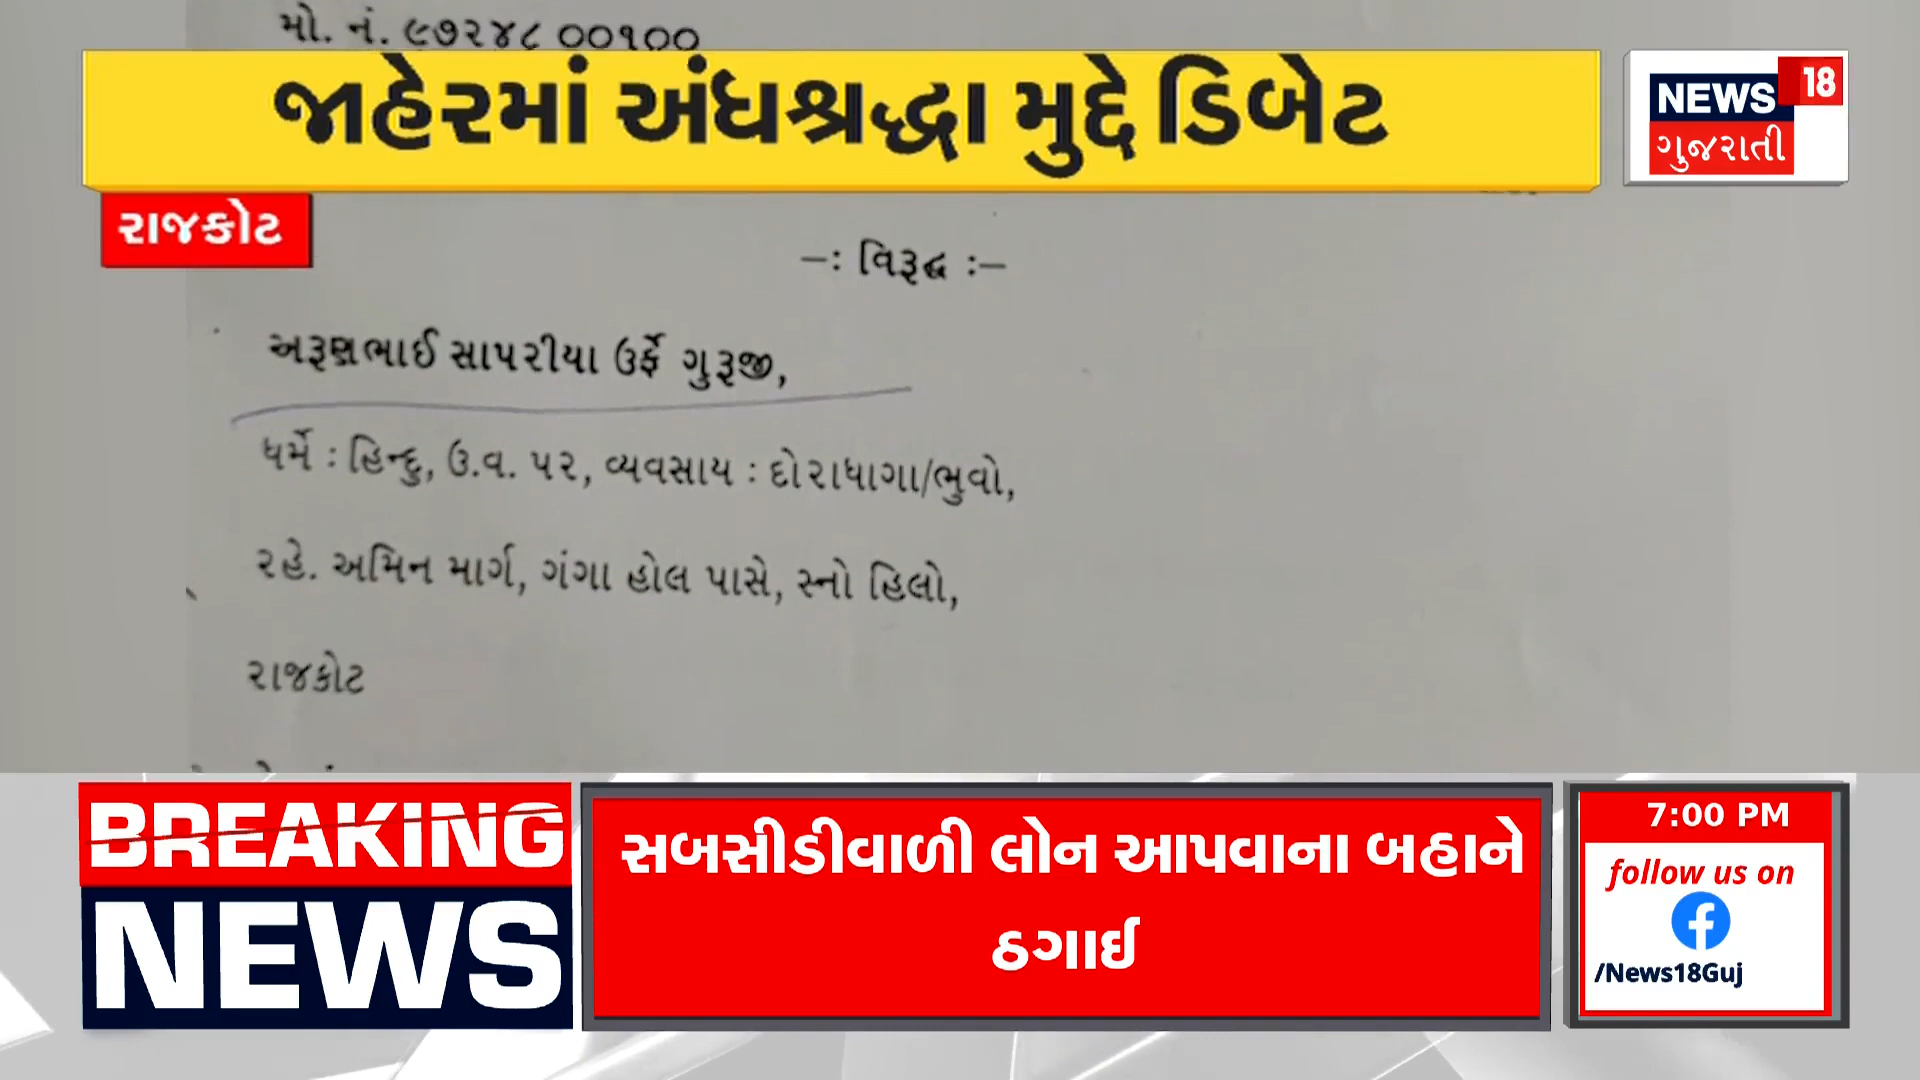 મો. નં. ૯૭૨૪૮ ૦૦૧૦૦
જાહેરમાં અંધશ્રદ્ધા મુદ્દે ડિબેટ
NEWS 18
ગુજરાતી
રાજકોટ
–: વિરૂદ્ધ :–
અરૂણભાઈ સાપરીયા ઉર્ફે ગુરૂજી,
ધર્મે : હિન્દુ, ઉ.વ. ૫૨, વ્યવસાય : દોરાધાગા/ભુવો,
રહે. અમિન માર્ગ, ગંગા હોલ પાસે, સ્નો હિલો,
રાજકોટ
BREAKING
NEWS
સબસીડીવાળી લોન આપવાના બહાને
ઠગાઈ
7:00 PM
follow us on
/News18Guj